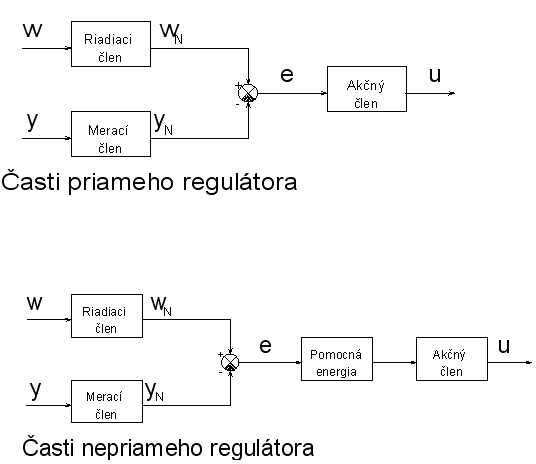 w
Riadiaci
člen
wN
+
-
e
Akčný
člen
u
y
Merací
člen
yN
Časti priameho regulátora
w
Riadiaci
člen
wN
+
-
e
Pomocná
energia
Akčný
člen
u
y
Merací
člen
yN
Časti nepriameho regulátora